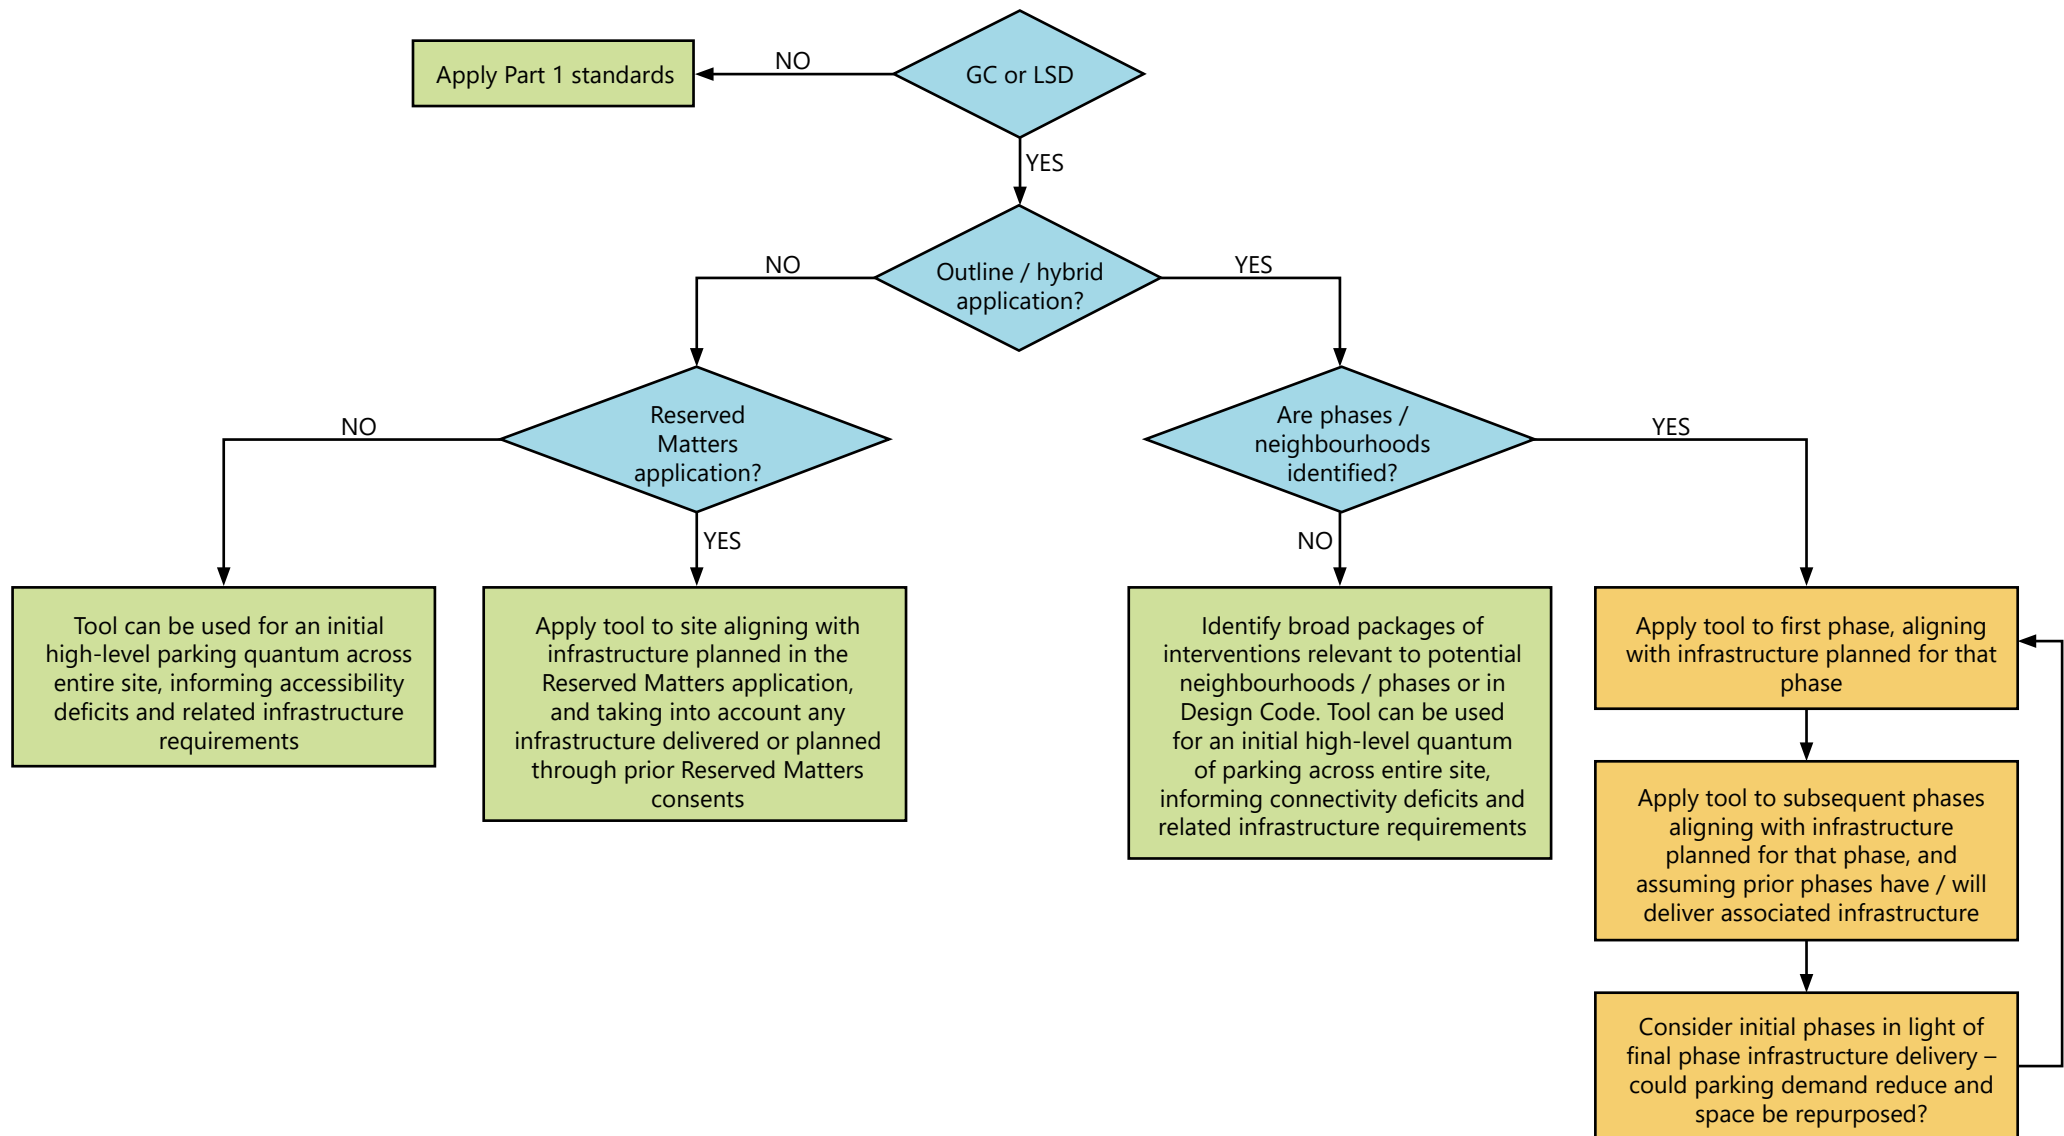 GC or LSD
NO
Apply Part 1 standards
YES
Outline / hybrid
application?
NO
YES
Reserved
Matters
application?
Are phases /
neighbourhoods
identified?
NO
YES
NO
YES
Tool can be used for an initial
high-level parking quantum across
entire site, informing accessibility
deficits and related infrastructure
requirements
Apply tool to site aligning with
infrastructure planned in the
Reserved Matters application,
and taking into account any
infrastructure delivered or planned
through prior Reserved Matters
consents
Identify broad packages of
interventions relevant to potential
neighbourhoods / phases or in
Design Code. Tool can be used
for an initial high-level quantum
of parking across entire site,
informing connectivity deficits and
related infrastructure requirements
Apply tool to first phase, aligning
with infrastructure planned for that
phase
Apply tool to subsequent phases
aligning with infrastructure
planned for that phase, and
assuming prior phases have / will
deliver associated infrastructure
Consider initial phases in light of
final phase infrastructure delivery –
could parking demand reduce and
space be repurposed?